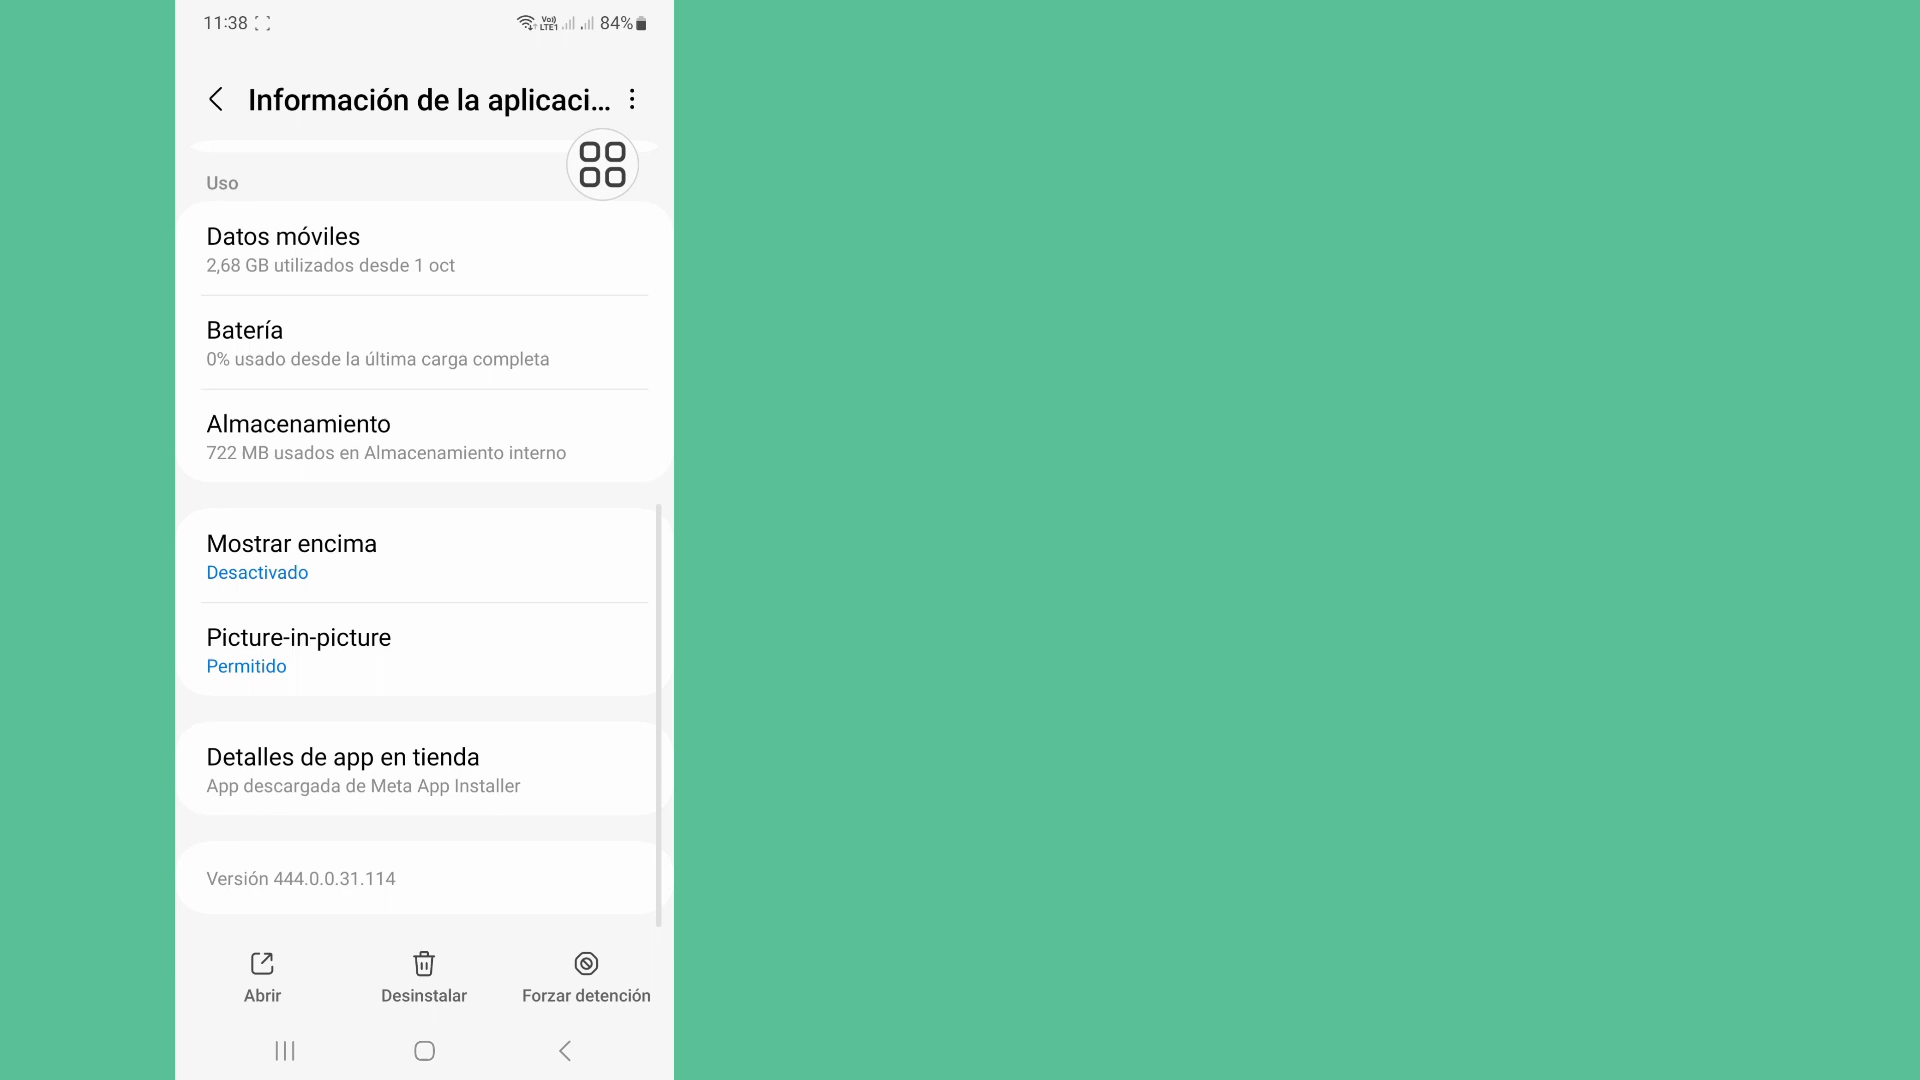 11:38
Vo)) LTE1 84%
Información de la aplicaci...
Uso
Datos móviles
2,68 GB utilizados desde 1 oct
Batería
0% usado desde la última carga completa
Almacenamiento
722 MB usados en Almacenamiento interno
Mostrar encima
Desactivado
Picture-in-picture
Permitido
Detalles de app en tienda
App descargada de Meta App Installer
Versión 444.0.0.31.114
Abrir
Desinstalar
Forzar detención